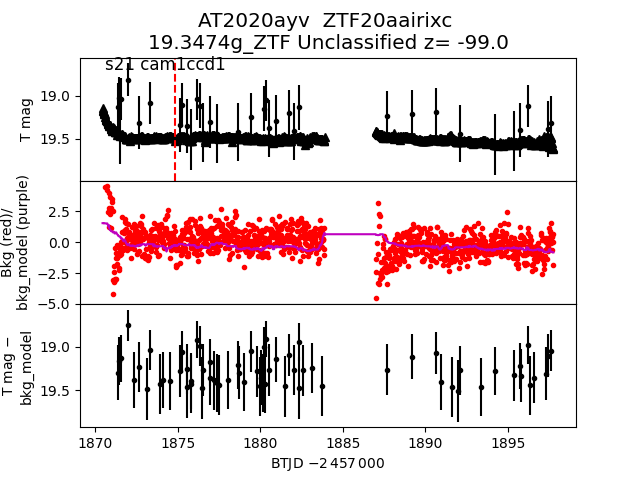 AT2020ayv  ZTF20aairixc
19.3474g_ZTF Unclassified z= -99.0
s21 cam1ccd1
T mag
19.0
19.5
Bkg (red)/
bkg_model (purple)
2.5
0.0
−2.5
−5.0
T mag −
bkg_model
19.0
19.5
1870 1875 1880 1885 1890 1895
BTJD −2 457 000